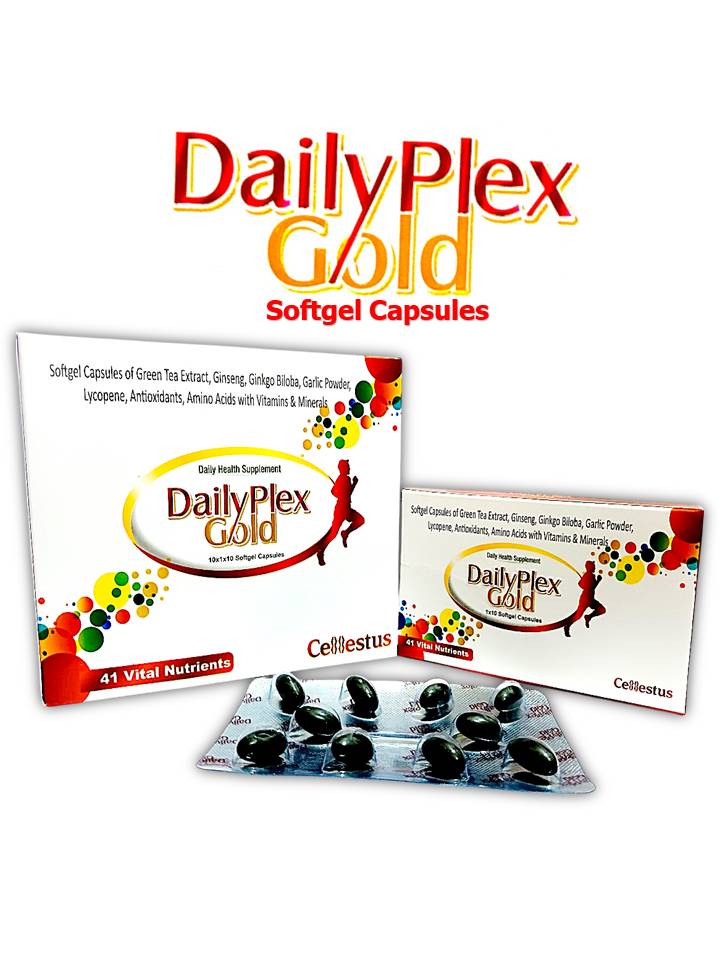 DailyPlex
Gold
Softgel Capsules
Softgel Capsules of Green Tea Extract, Ginseng, Ginkgo Biloba, Garlic Powder,
Lycopene, Antioxidants, Amino Acids with Vitamins & Minerals
Daily Health Supplement
DailyPlex
Gold
10x1x10 Softgel Capsules
41 Vital Nutrients
Cellestus
Softgel Capsules of Green Tea Extract, Ginseng, Ginkgo Biloba, Garlic Powder,
Lycopene, Antioxidants, Amino Acids with Vitamins & Minerals
Daily Health Supplement
DailyPlex
Gold
1x10 Softgel Capsules
41 Vital Nutrients
Cellestus